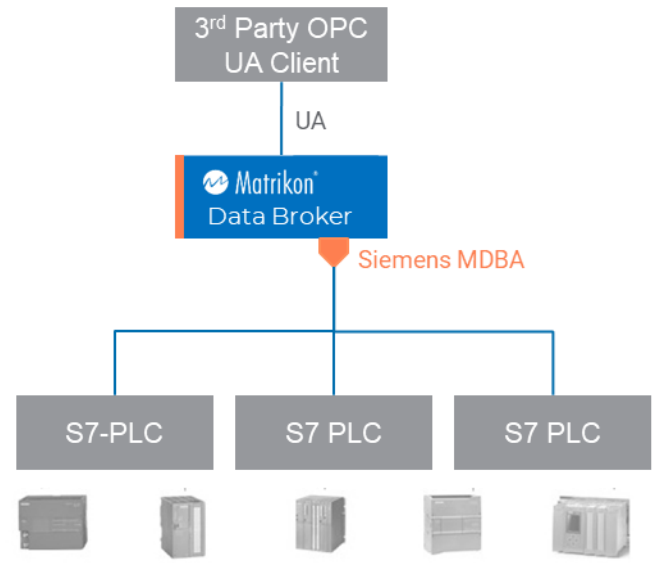 3rd Party OPC
UA Client
UA
Matrikon®
Data Broker
Siemens MDBA
S7-PLC
S7 PLC
S7 PLC